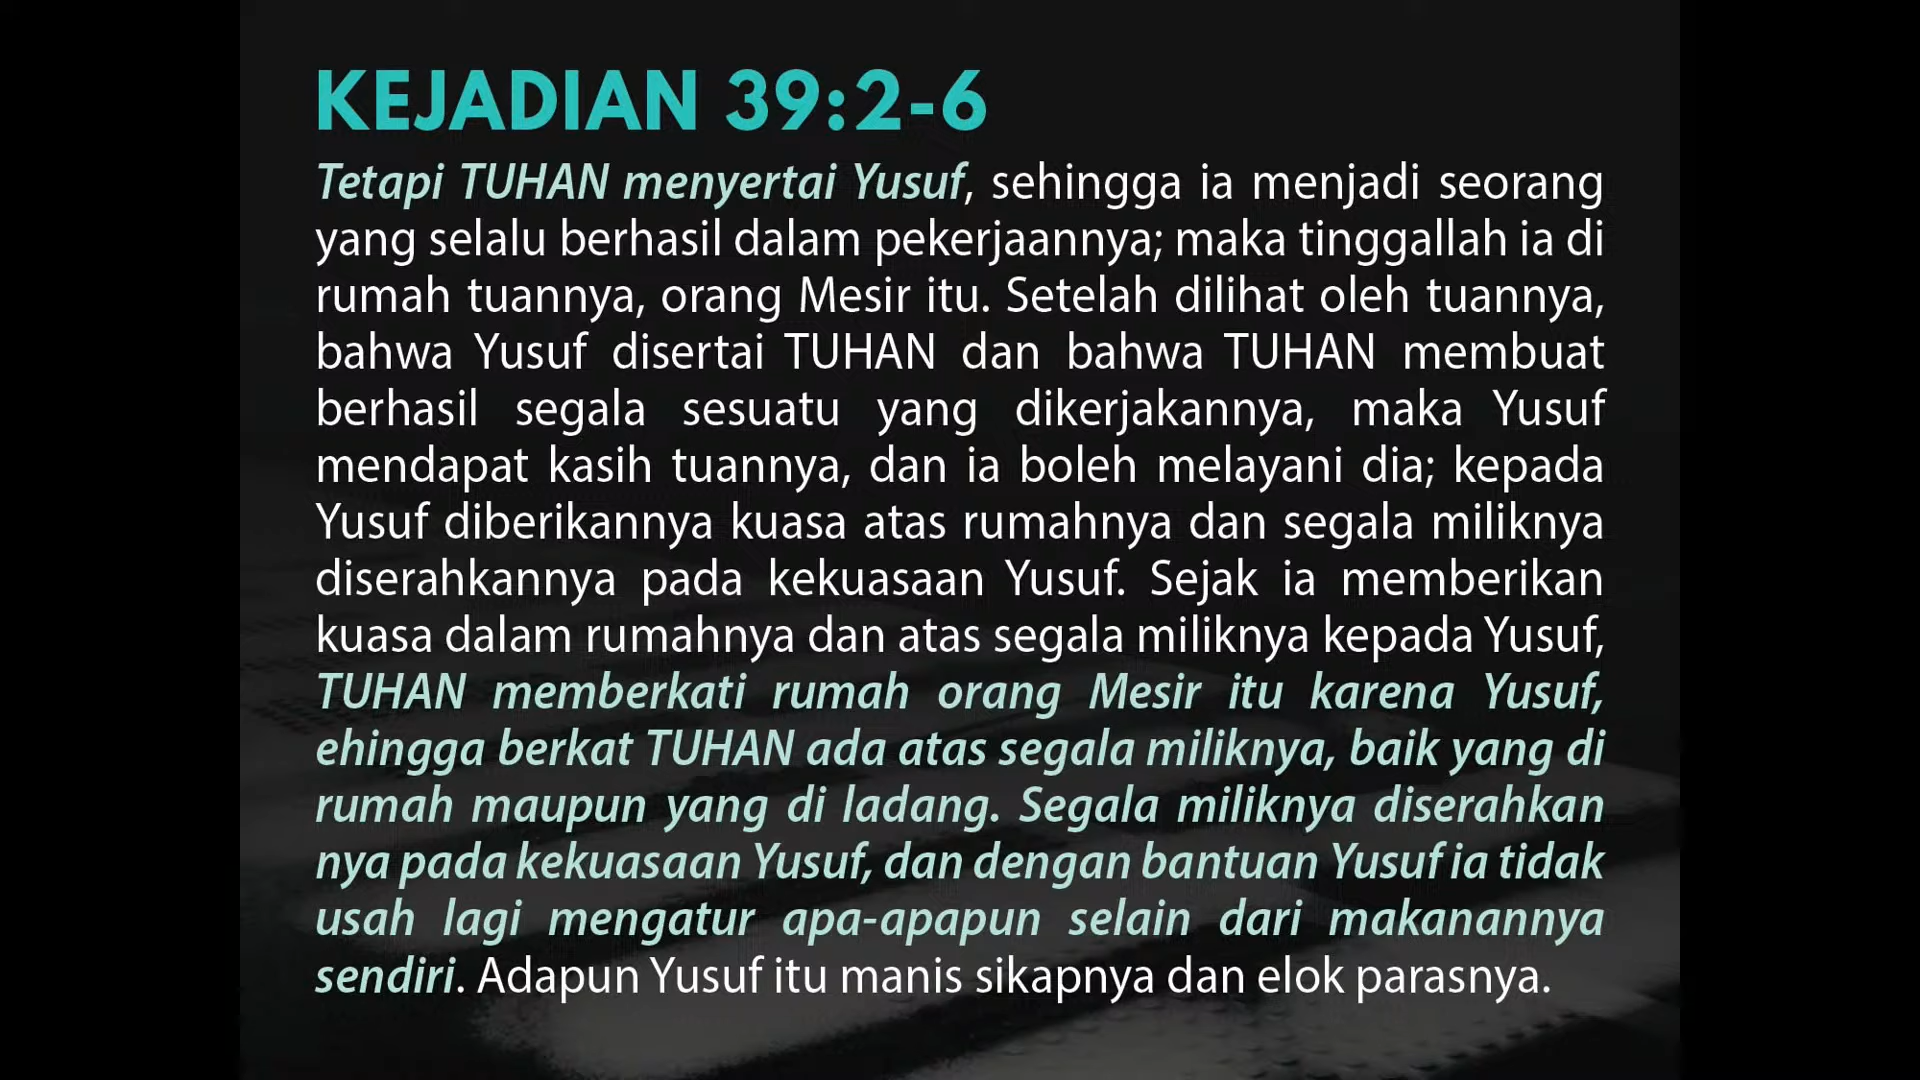 KEJADIAN 39:2-6
Tetapi TUHAN menyertai Yusuf, sehingga ia menjadi seorang
yang selalu berhasil dalam pekerjaannya; maka tinggallah ia di
rumah tuannya, orang Mesir itu. Setelah dilihat oleh tuannya,
bahwa Yusuf disertai TUHAN dan bahwa TUHAN membuat
berhasil segala sesuatu yang dikerjakannya, maka Yusuf
mendapat kasih tuannya, dan ia boleh melayani dia; kepada
Yusuf diberikannya kuasa atas rumahnya dan segala miliknya
diserahkannya pada kekuasaan Yusuf. Sejak ia memberikan
kuasa dalam rumahnya dan atas segala miliknya kepada Yusuf,
TUHAN memberkati rumah orang Mesir itu karena Yusuf,
ehingga berkat TUHAN ada atas segala miliknya, baik yang di
rumah maupun yang di ladang. Segala miliknya diserahkan
nya pada kekuasaan Yusuf, dan dengan bantuan Yusuf ia tidak
usah lagi mengatur apa-apapun selain dari makanannya
sendiri. Adapun Yusuf itu manis sikapnya dan elok parasnya.